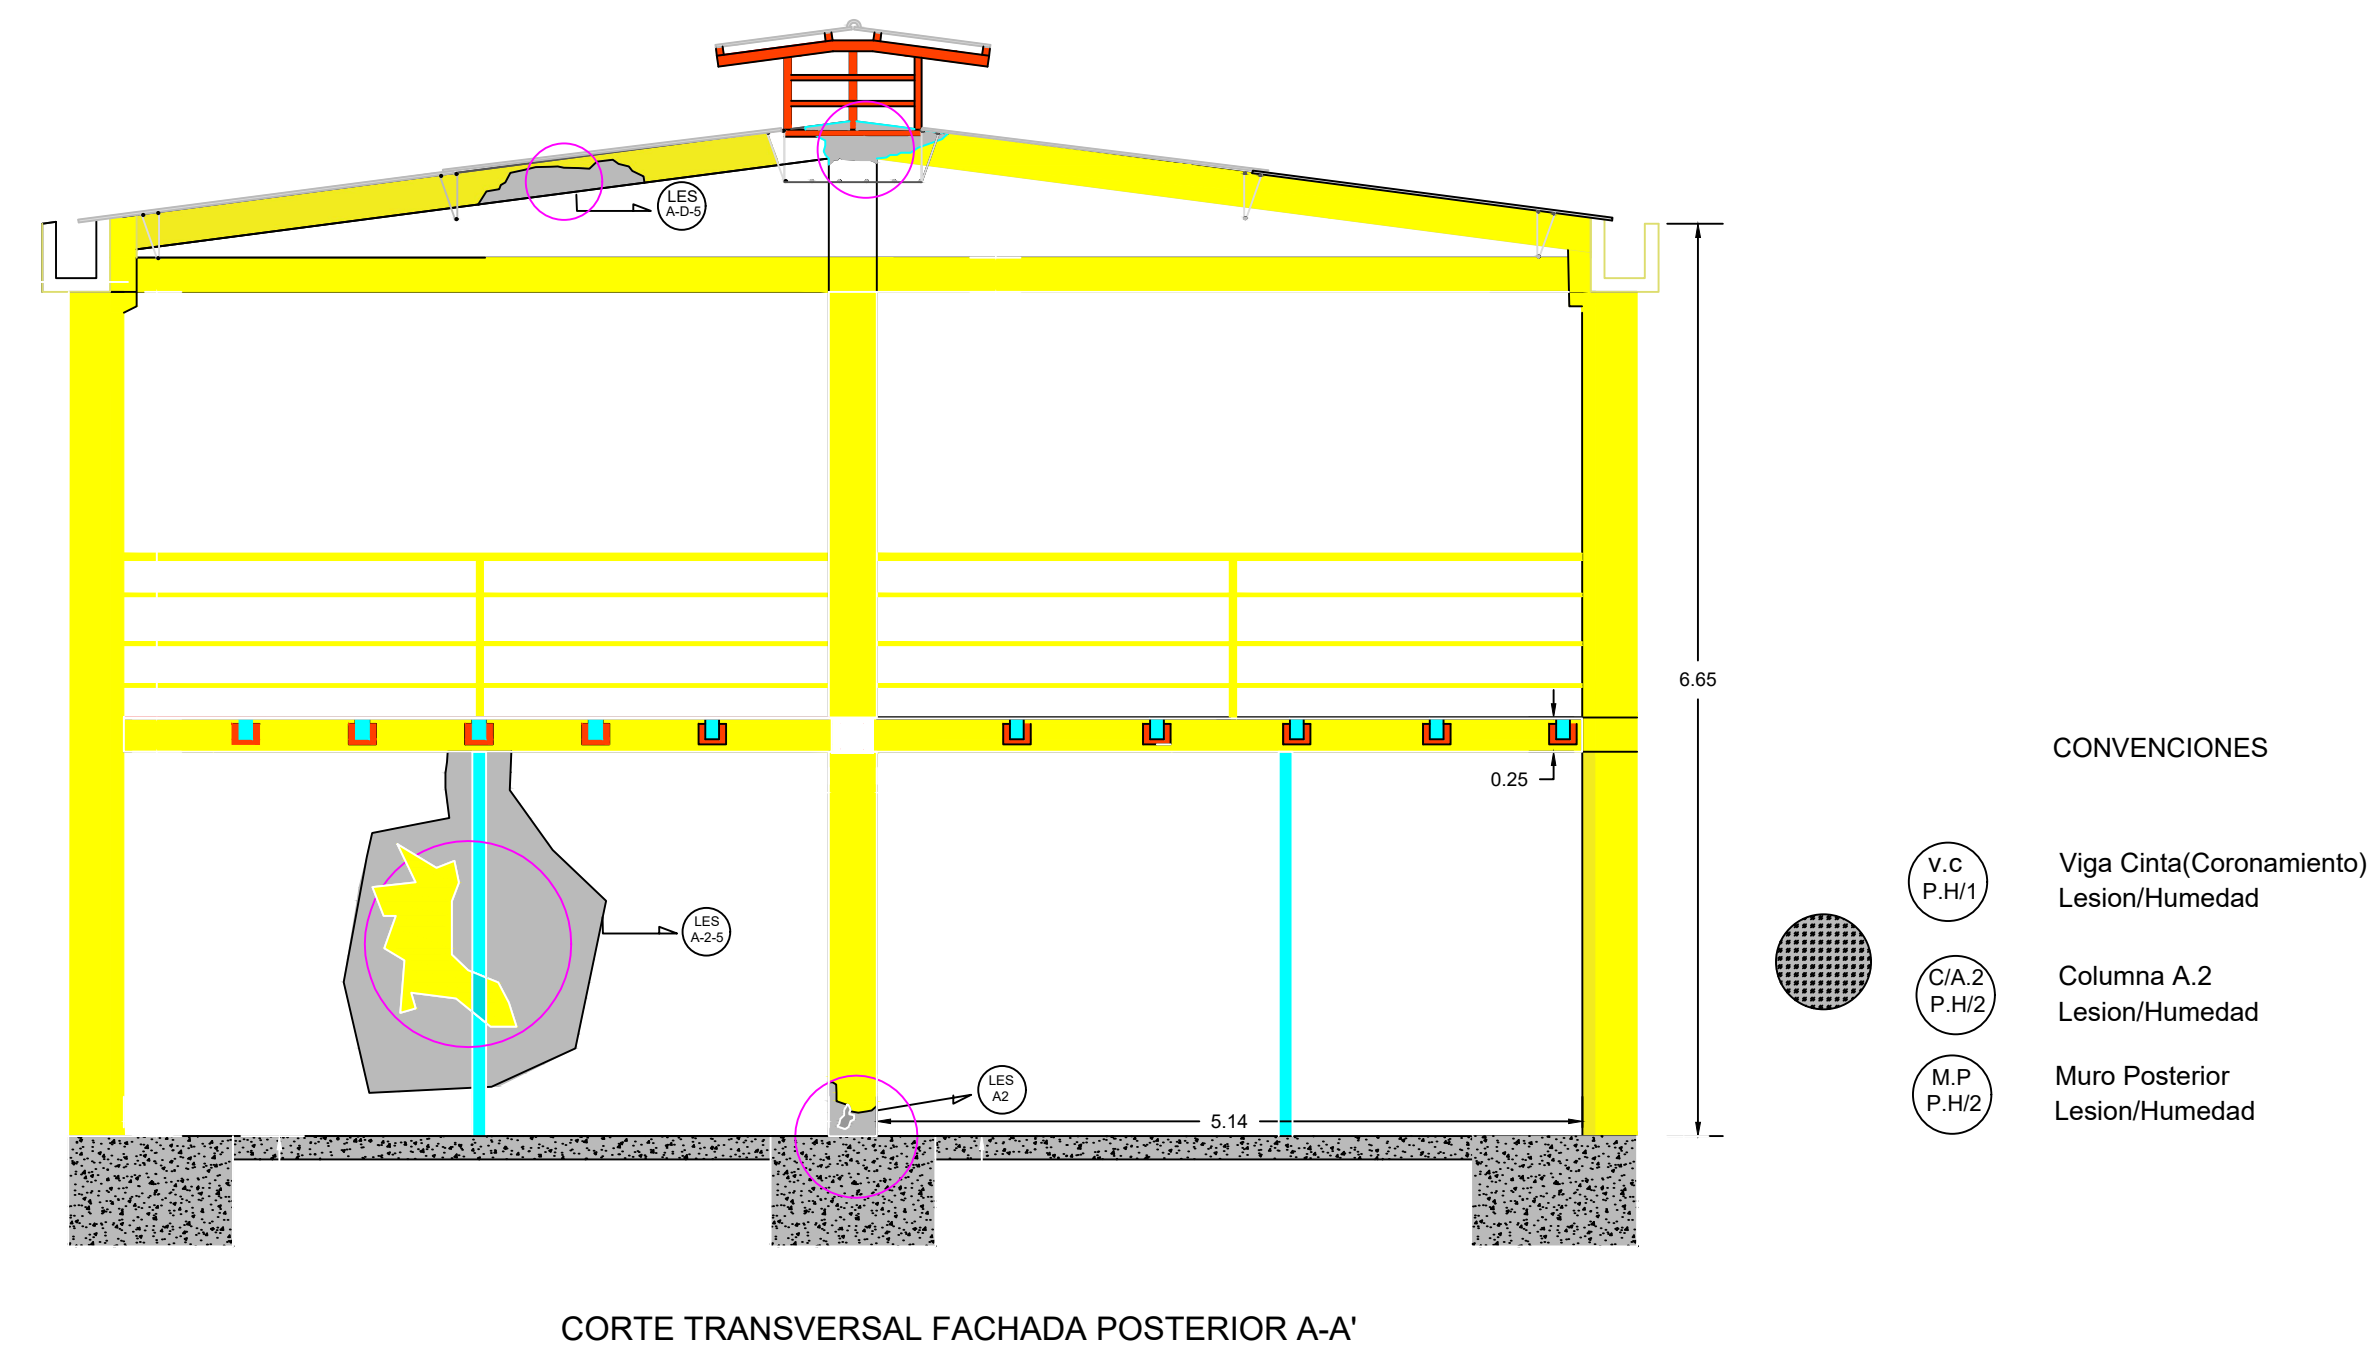 LES
A-D-5
6.65
0.25
LES
A-2-5
LES
A2
5.14
CONVENCIONES
v.c
P.H/1
Viga Cinta(Coronamiento)
Lesion/Humedad
C/A.2
P.H/2
Columna A.2
Lesion/Humedad
M.P
P.H/2
Muro Posterior
Lesion/Humedad
CORTE TRANSVERSAL FACHADA POSTERIOR A-A'